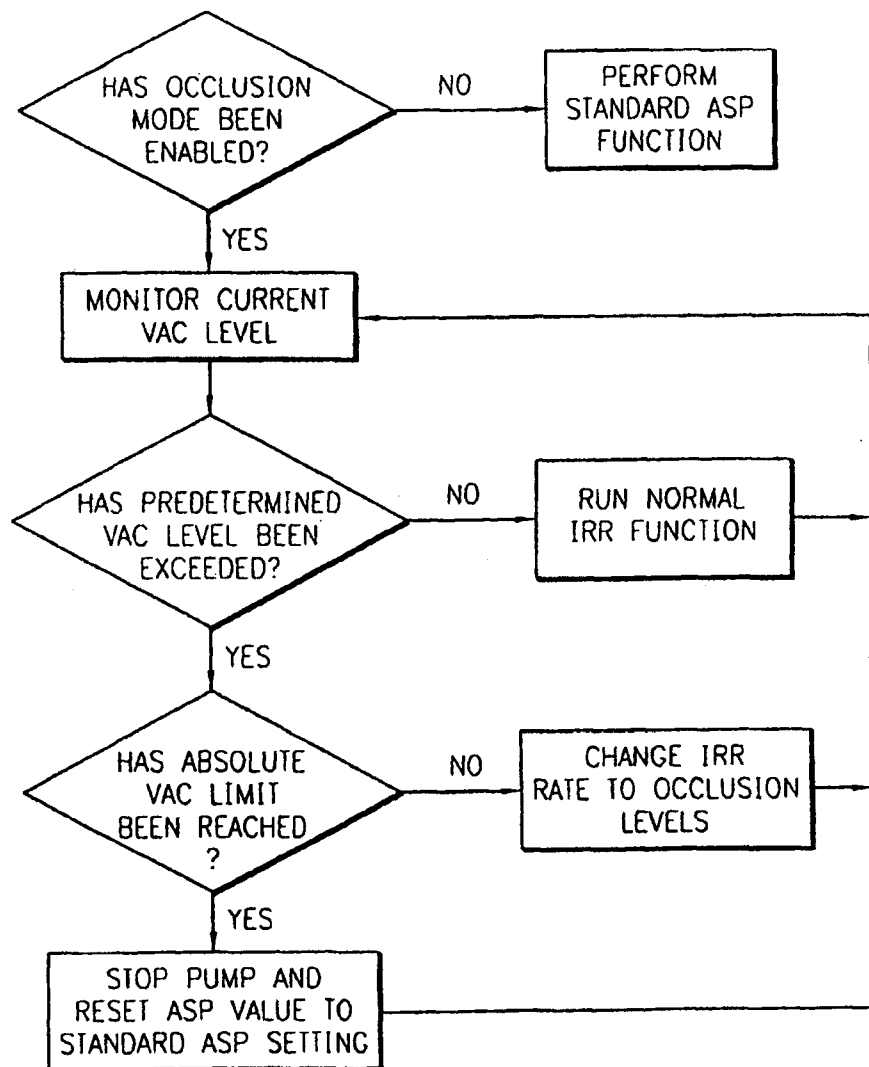 HAS OCCLUSION
MODE BEEN
ENABLED?
NO
PERFORM
STANDARD ASP
FUNCTION
YES
MONITOR CURRENT
VAC LEVEL
HAS PREDETERMINED
VAC LEVEL BEEN
EXCEEDED?
NO
RUN NORMAL
IRR FUNCTION
YES
HAS ABSOLUTE
VAC LIMIT
BEEN REACHED
?
NO
CHANGE IRR
RATE TO OCCLUSION
LEVELS
YES
STOP PUMP AND
RESET ASP VALUE TO
STANDARD ASP SETTING